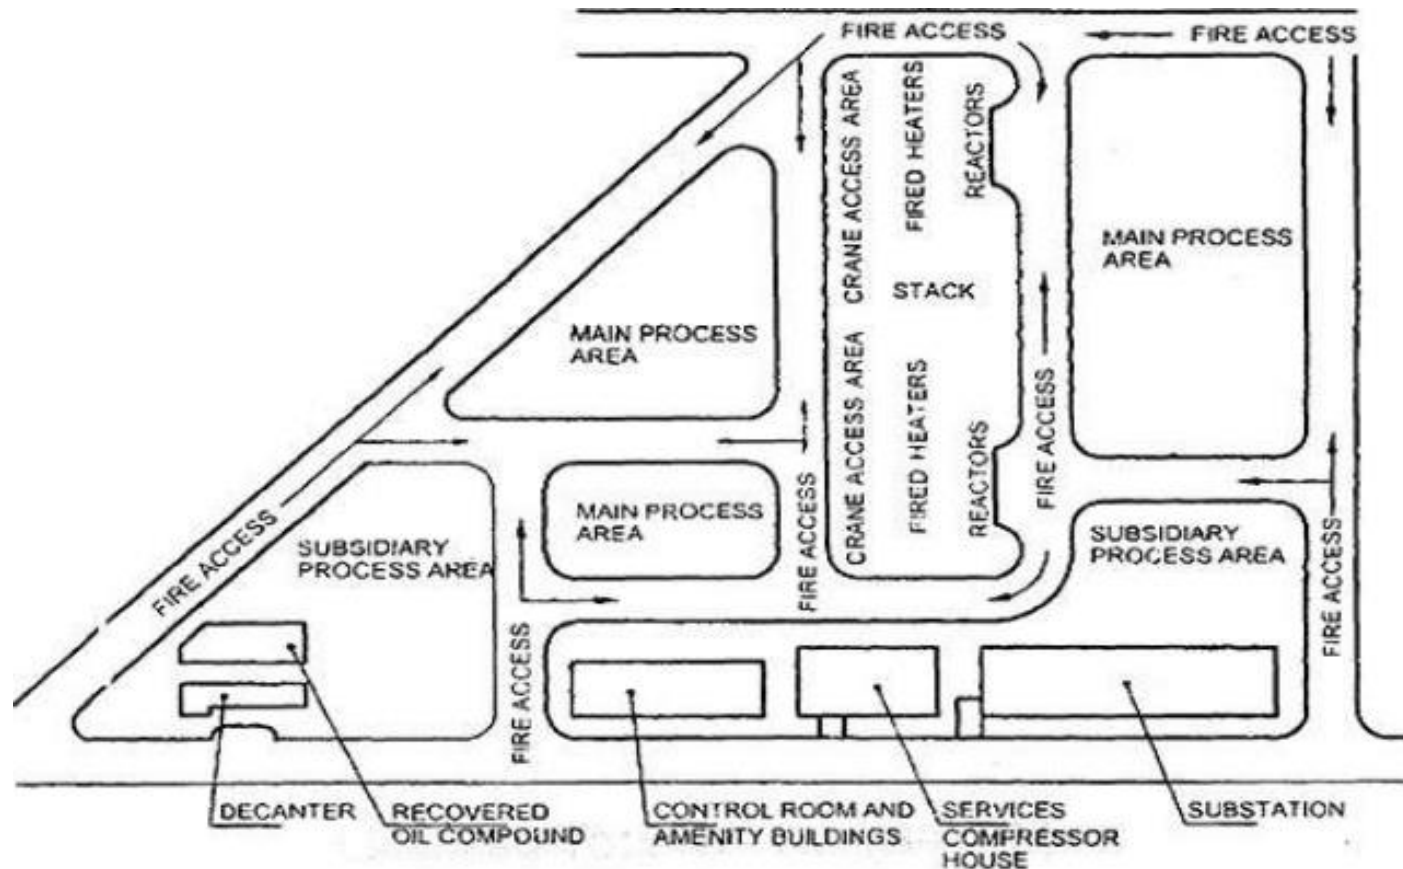 FIRE ACCESS
FIRE ACCESS
CRANE ACCESS AREA
FIRED HEATERS
REACTORS
MAIN PROCESS
AREA
STACK
MAIN PROCESS
AREA
CRANE ACCESS AREA
FIRED HEATERS
REACTORS
FIRE ACCESS
FIRE ACCESS
MAIN PROCESS
AREA
SUBSIDIARY
PROCESS AREA
SUBSIDIARY
PROCESS AREA
FIRE ACCESS
FIRE ACCESS
FIRE ACCESS
DECANTER
RECOVERED
OIL COMPOUND
CONTROL ROOM AND
AMENITY BUILDINGS
SERVICES
COMPRESSOR
HOUSE
SUBSTATION